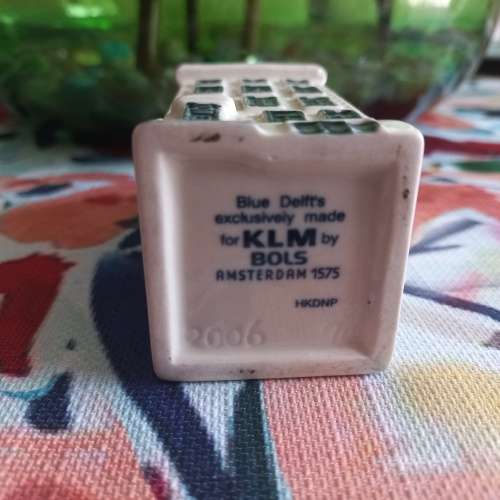 Blue Delft's
exclusively made
for KLM by
BOLS
AMSTERDAM 1575
HKDNP
2006